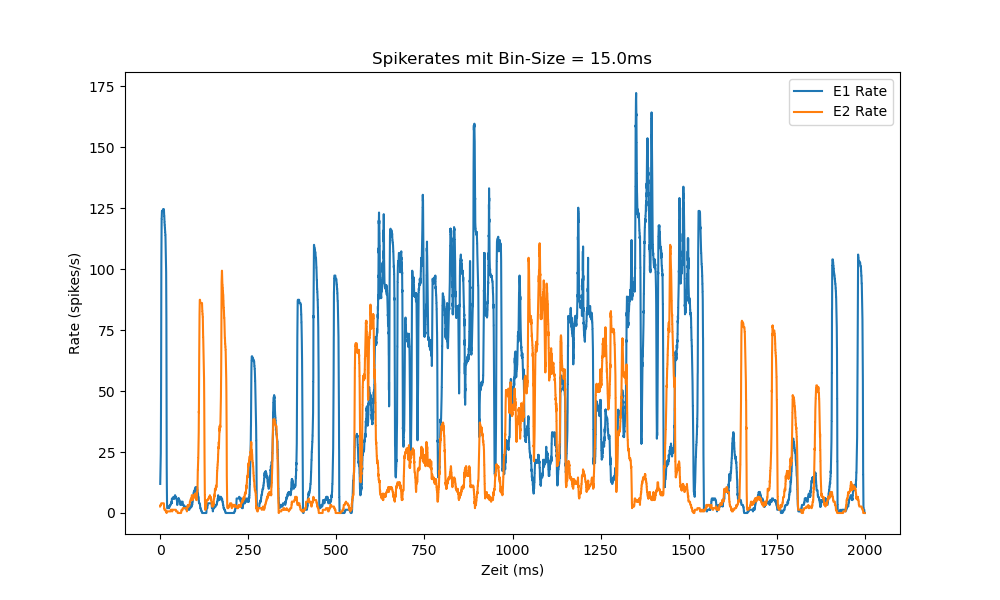 Spikerates mit Bin-Size = 15.0ms
E1 Rate
E2 Rate
Rate (spikes/s)
175
150
125
100
75
50
25
0
0 250 500 750 1000 1250 1500 1750 2000
Zeit (ms)